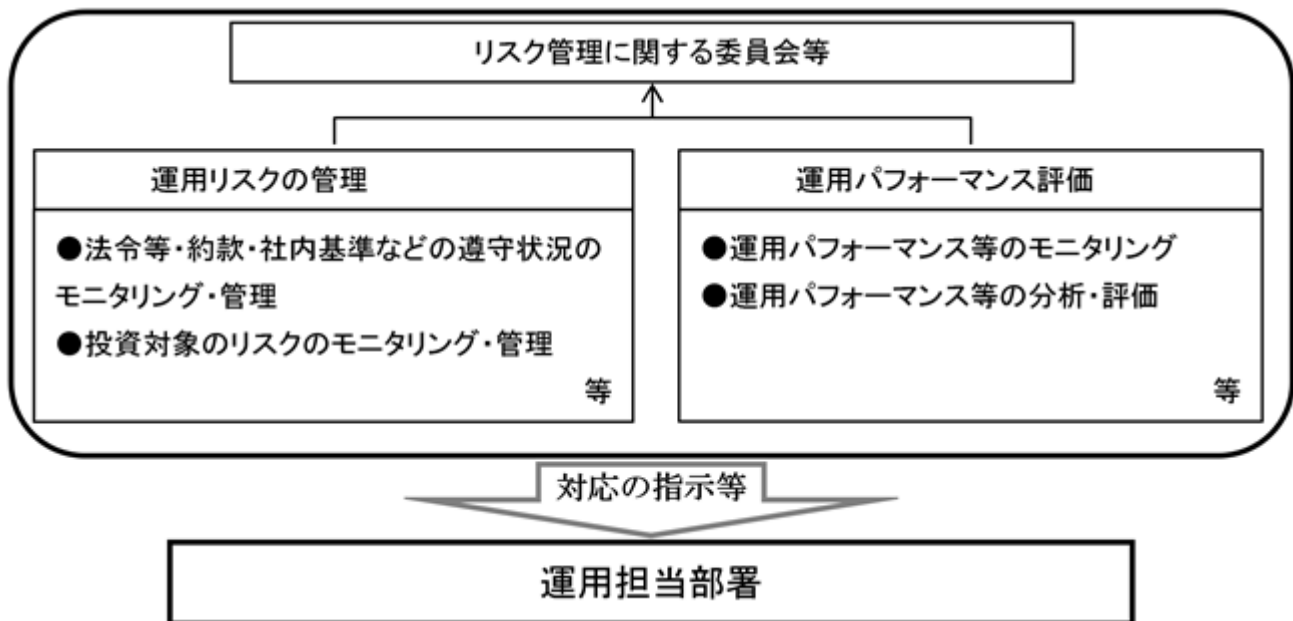 リスク管理に関する委員会等
運用リスクの管理
●法令等・約款・社内基準などの遵守状況の
モニタリング・管理
●投資対象のリスクのモニタリング・管理
等
運用パフォーマンス評価
●運用パフォーマンス等のモニタリング
●運用パフォーマンス等の分析・評価
等
対応の指示等
運用担当部署